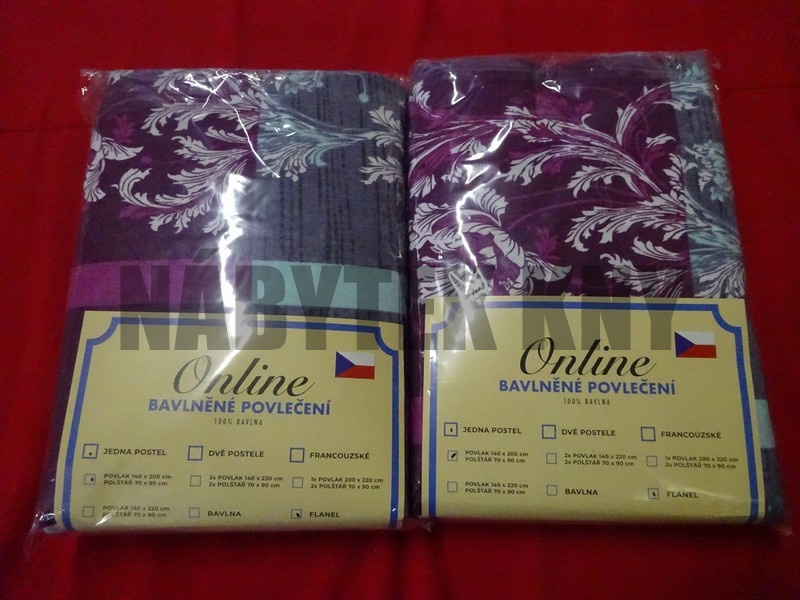 NÁBYTEK KNY
Online
BAVLNĚNÉ POVLEČENÍ
100% BAVLNA
JEDNA POSTEL
DVĚ POSTELE
FRANCOUZSKÉ
POVLAK 140 x 200 cm
POLŠTÁŘ 70 x 90 cm
2x POVLAK 140 x 220 cm
2x POLŠTÁŘ 70 x 90 cm
1x POVLAK 200 x 220 cm
2x POLŠTÁŘ 70 x 90 cm
POVLAK 140 x 220 cm
POLŠTÁŘ 70 x 90 cm
BAVLNA
FLANEL
Online
BAVLNĚNÉ POVLEČENÍ
100% BAVLNA
JEDNA POSTEL
DVĚ POSTELE
FRANCOUZSKÉ
POVLAK 140 x 200 cm
POLŠTÁŘ 70 x 90 cm
2x POVLAK 140 x 220 cm
2x POLŠTÁŘ 70 x 90 cm
1x POVLAK 200 x 220 cm
2x POLŠTÁŘ 70 x 90 cm
POVLAK 140 x 220 cm
POLŠTÁŘ 70 x 90 cm
BAVLNA
FLANEL